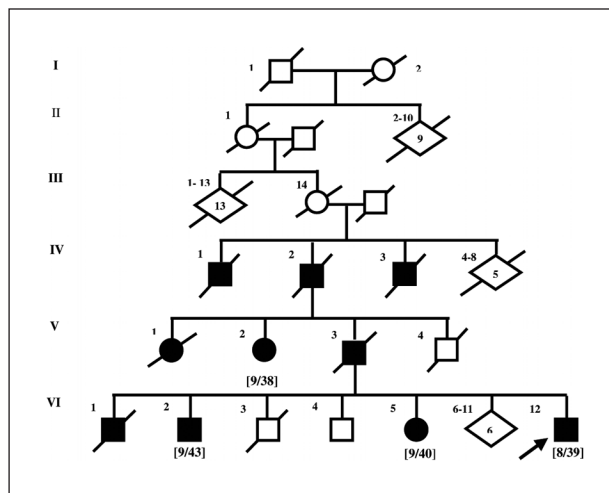 I 1 2
II 1 2-10 9
III 1- 13 13 14
IV 1 2 3 4-8 5
V 1 2 3 4
[9/38]
VI 1 2 3 4 5 6-11 6 12
[9/43] [9/40] [8/39]